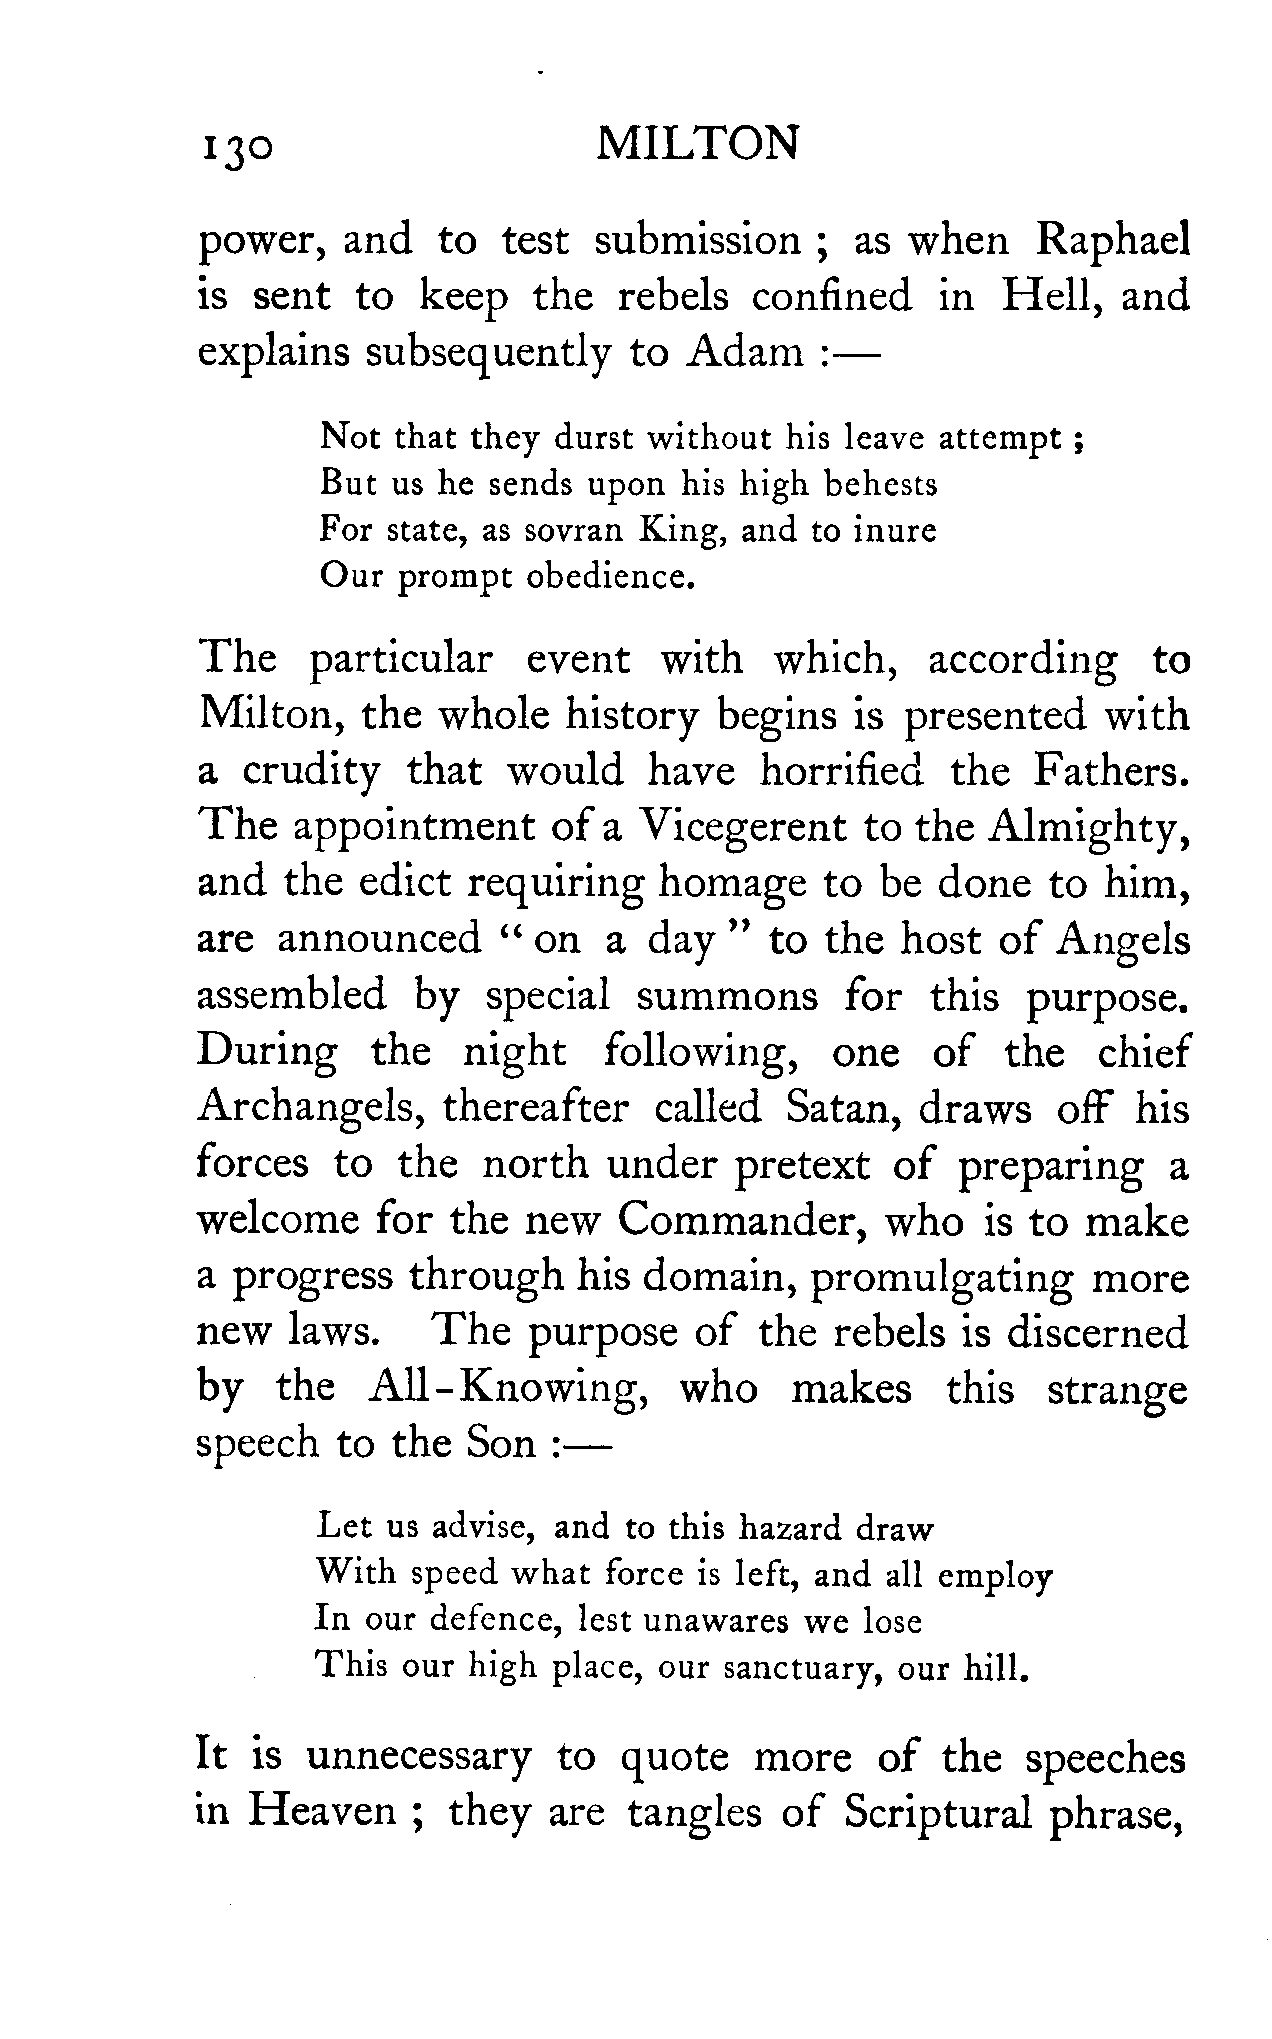 130 MILTON
power, and to test submission ; as when Raphael
is sent to keep the rebels confined in Hell, and
explains subsequently to Adam :—
Not that they durst without his leave attempt ;
But us he sends upon his high behests
For state, as sovran King, and to inure
Our prompt obedience.
The particular event with which, according to
Milton, the whole history begins is presented with
a crudity that would have horrified the Fathers.
The appointment of a Vicegerent to the Almighty,
and the edict requiring homage to be done to him,
are announced “ on a day ” to the host of Angels
assembled by special summons for this purpose.
During the night following, one of the chief
Archangels, thereafter called Satan, draws off his
forces to the north under pretext of preparing a
welcome for the new Commander, who is to make
a progress through his domain, promulgating more
new laws. The purpose of the rebels is discerned
by the All-Knowing, who makes this strange
speech to the Son :—
Let us advise, and to this hazard draw
With speed what force is left, and all employ
In our defence, lest unawares we lose
This our high place, our sanctuary, our hill.
It is unnecessary to quote more of the speeches
in Heaven ; they are tangles of Scriptural phrase,